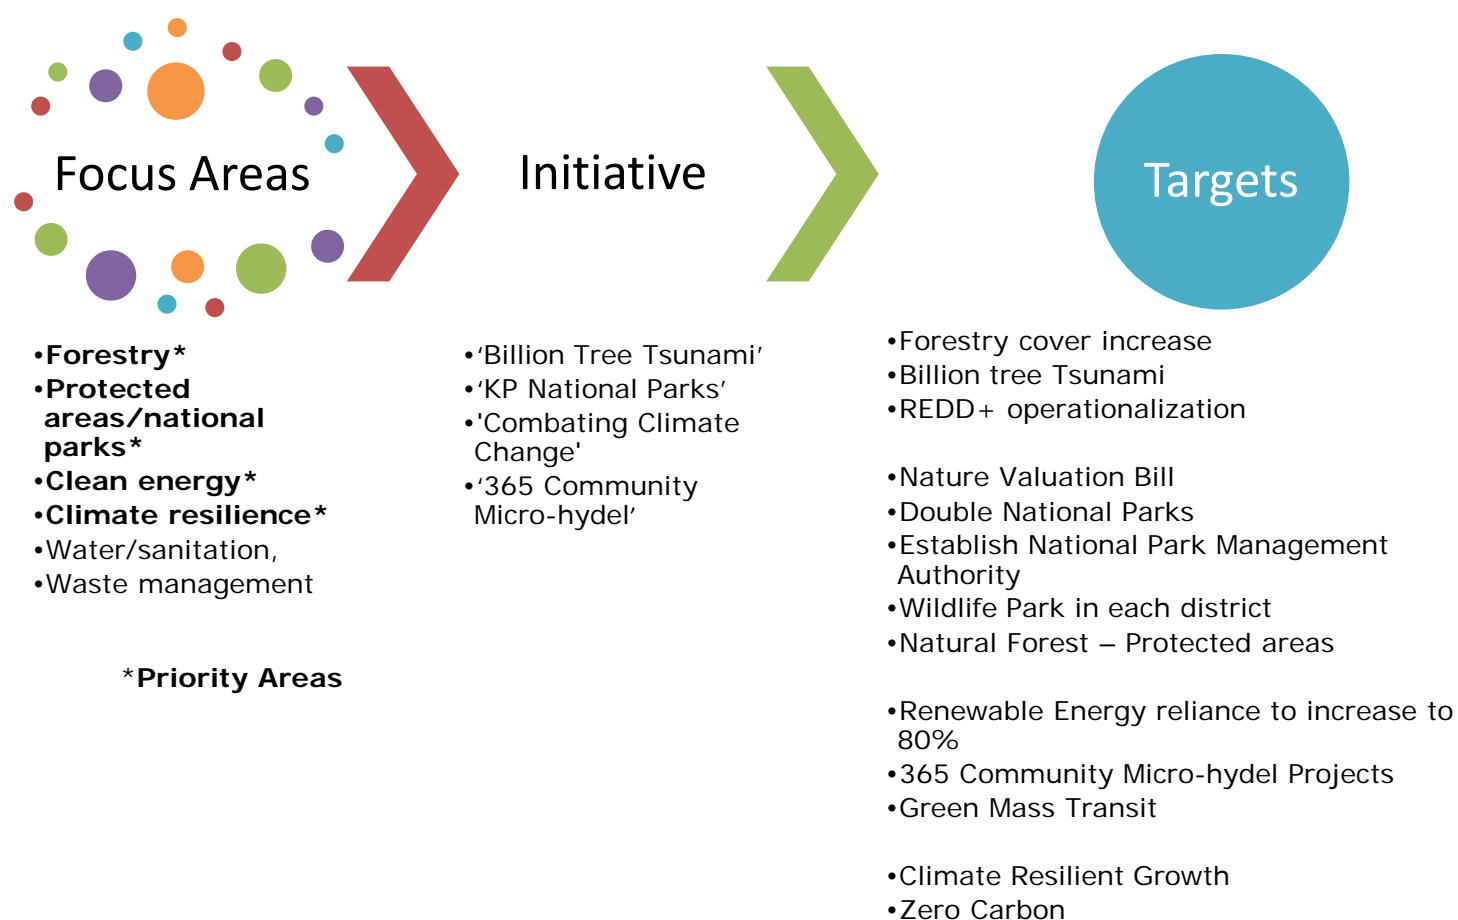 Focus Areas
Initiative
Targets
•Forestry*
•Protected
areas/national
parks*
•Clean energy*
•Climate resilience*
•Water/sanitation,
•Waste management
*Priority Areas
•‘Billion Tree Tsunami’
•‘KP National Parks’
•'Combating Climate
Change'
•‘365 Community
Micro-hydel’
•Forestry cover increase
•Billion tree Tsunami
•REDD+ operationalization
•Nature Valuation Bill
•Double National Parks
•Establish National Park Management
Authority
•Wildlife Park in each district
•Natural Forest – Protected areas
•Renewable Energy reliance to increase to
80%
•365 Community Micro-hydel Projects
•Green Mass Transit
•Climate Resilient Growth
•Zero Carbon